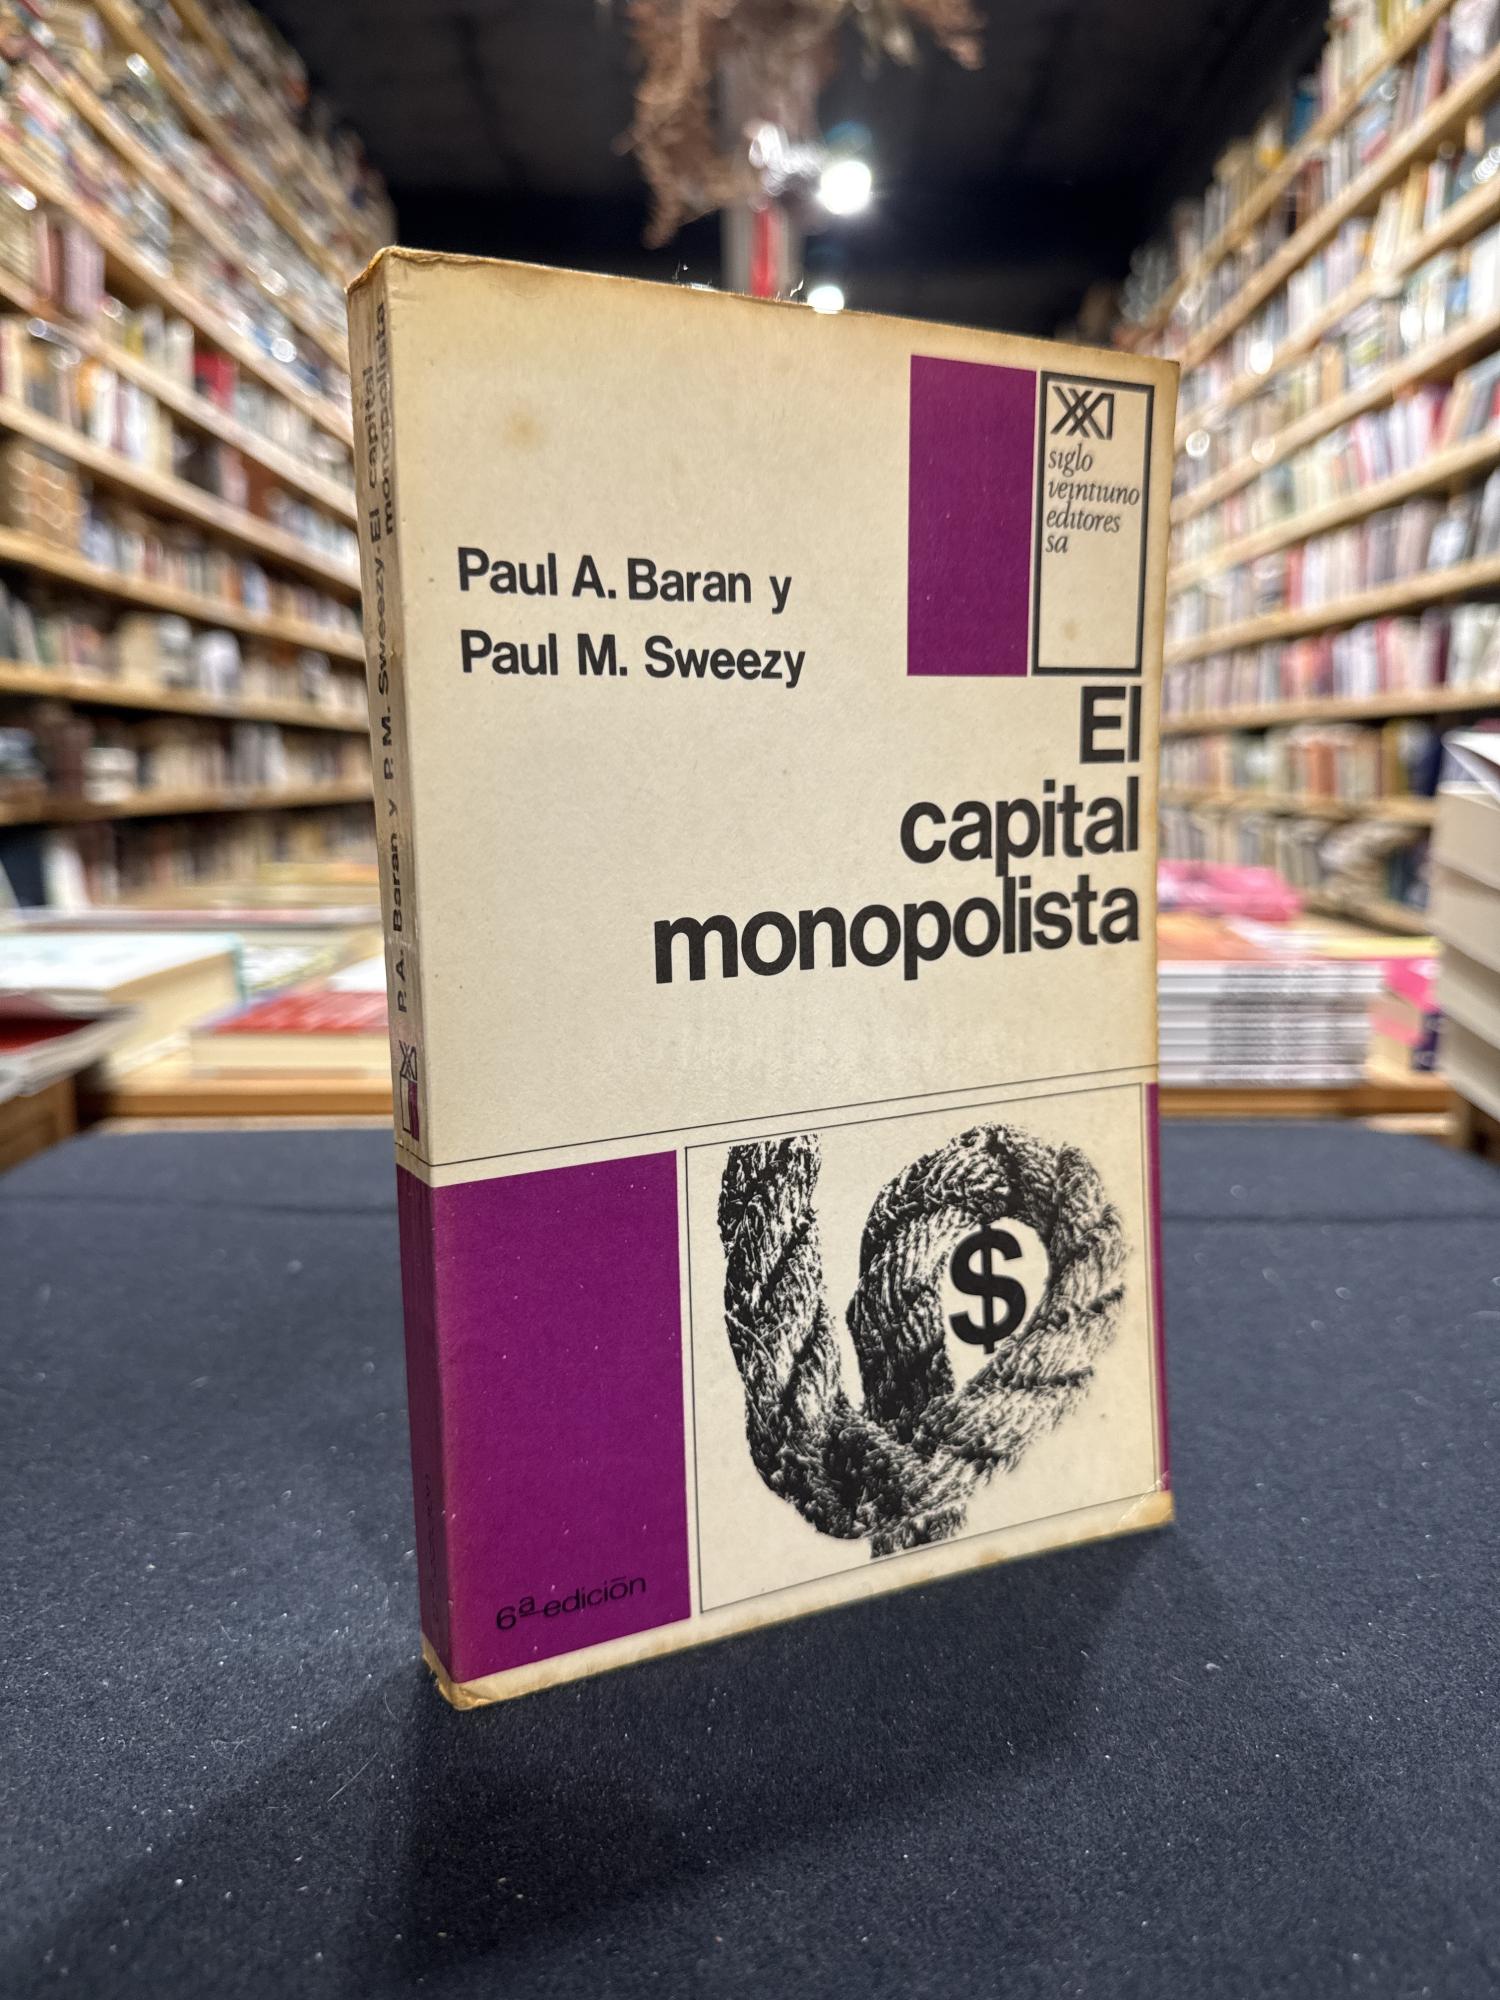 Paul A. Baran y
Paul M. Sweezy
XXI
siglo
veintiuno
editores
sa
El
capital
monopolista
$
6ª edición
P. A. Baran y P. M. Sweezy. El capital
monopolista